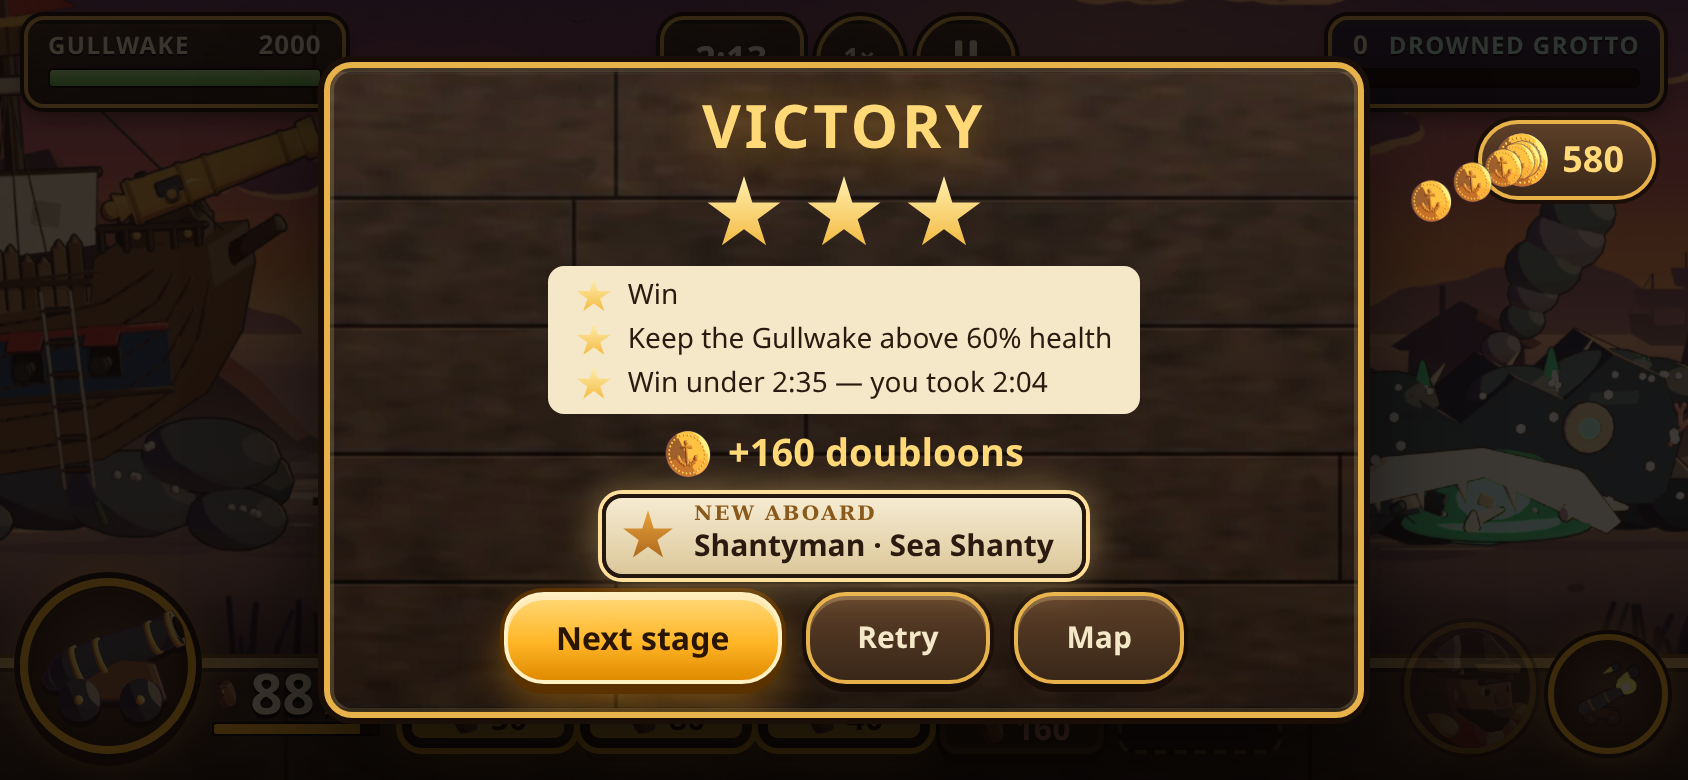 GULLWAKE 2000
0 DROWNED GROTTO
580
VICTORY
Win
Keep the Gullwake above 60% health
Win under 2:35 — you took 2:04
+160 doubloons
NEW ABOARD
Shantyman · Sea Shanty
Next stage
Retry
Map
88
160